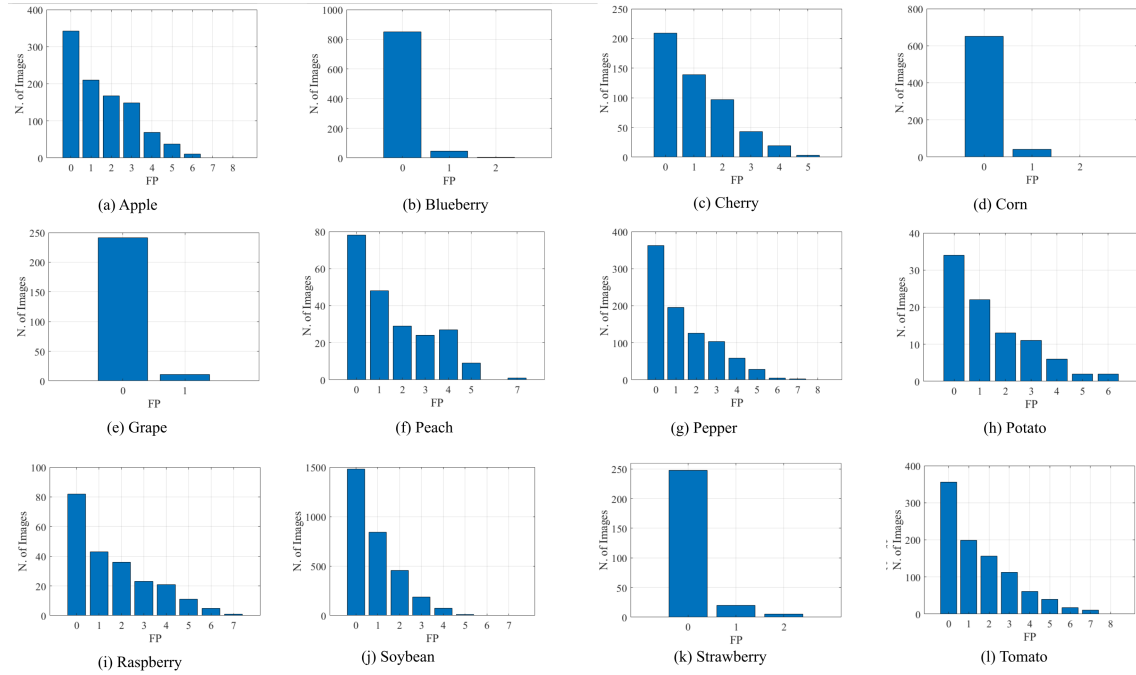 400
300
200
100
0
N. of Images
0 1 2 3 4 5 6 7 8
FP
(a) Apple
1000
800
600
400
200
0
N. of Images
0 1 2
FP
(b) Blueberry
250
200
150
100
50
0
N. of Images
0 1 2 3 4 5
FP
(c) Cherry
800
600
400
200
0
N. of Images
0 1 2
FP
(d) Corn
250
200
150
100
50
0
N. of Images
0 1
FP
(e) Grape
80
60
40
20
0
N. of Images
0 1 2 3 4 5 7
FP
(f) Peach
400
300
200
100
0
N. of Images
0 1 2 3 4 5 6 7 8
FP
(g) Pepper
40
30
20
10
0
N. of Images
0 1 2 3 4 5 6
FP
(h) Potato
100
80
60
40
20
0
N. of Images
0 1 2 3 4 5 6 7
FP
(i) Raspberry
1500
1000
500
0
N. of Images
0 1 2 3 4 5 6 7
FP
(j) Soybean
250
200
150
100
50
0
N. of Images
0 1 2
FP
(k) Strawberry
400
300
200
100
0
N. of Images
0 1 2 3 4 5 6 7 8
FP
(l) Tomato